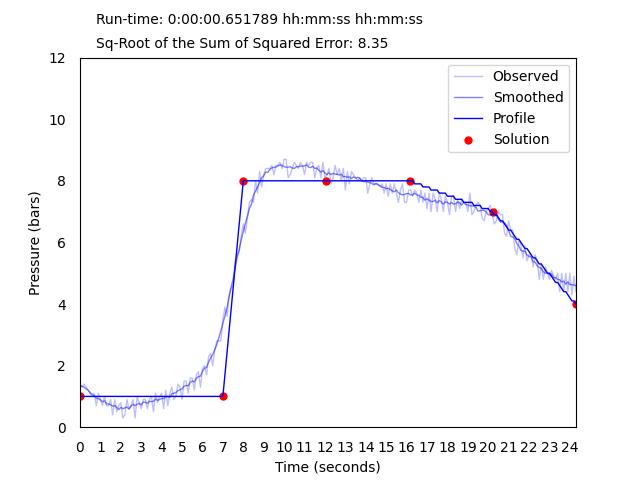 Run-time: 0:00:00.651789 hh:mm:ss hh:mm:ss
Sq-Root of the Sum of Squared Error: 8.35
Observed
Smoothed
Profile
Solution
12
10
8
6
4
2
0
Pressure (bars)
0 1 2 3 4 5 6 7 8 9 10 11 12 13 14 15 16 17 18 19 20 21 22 23 24
Time (seconds)